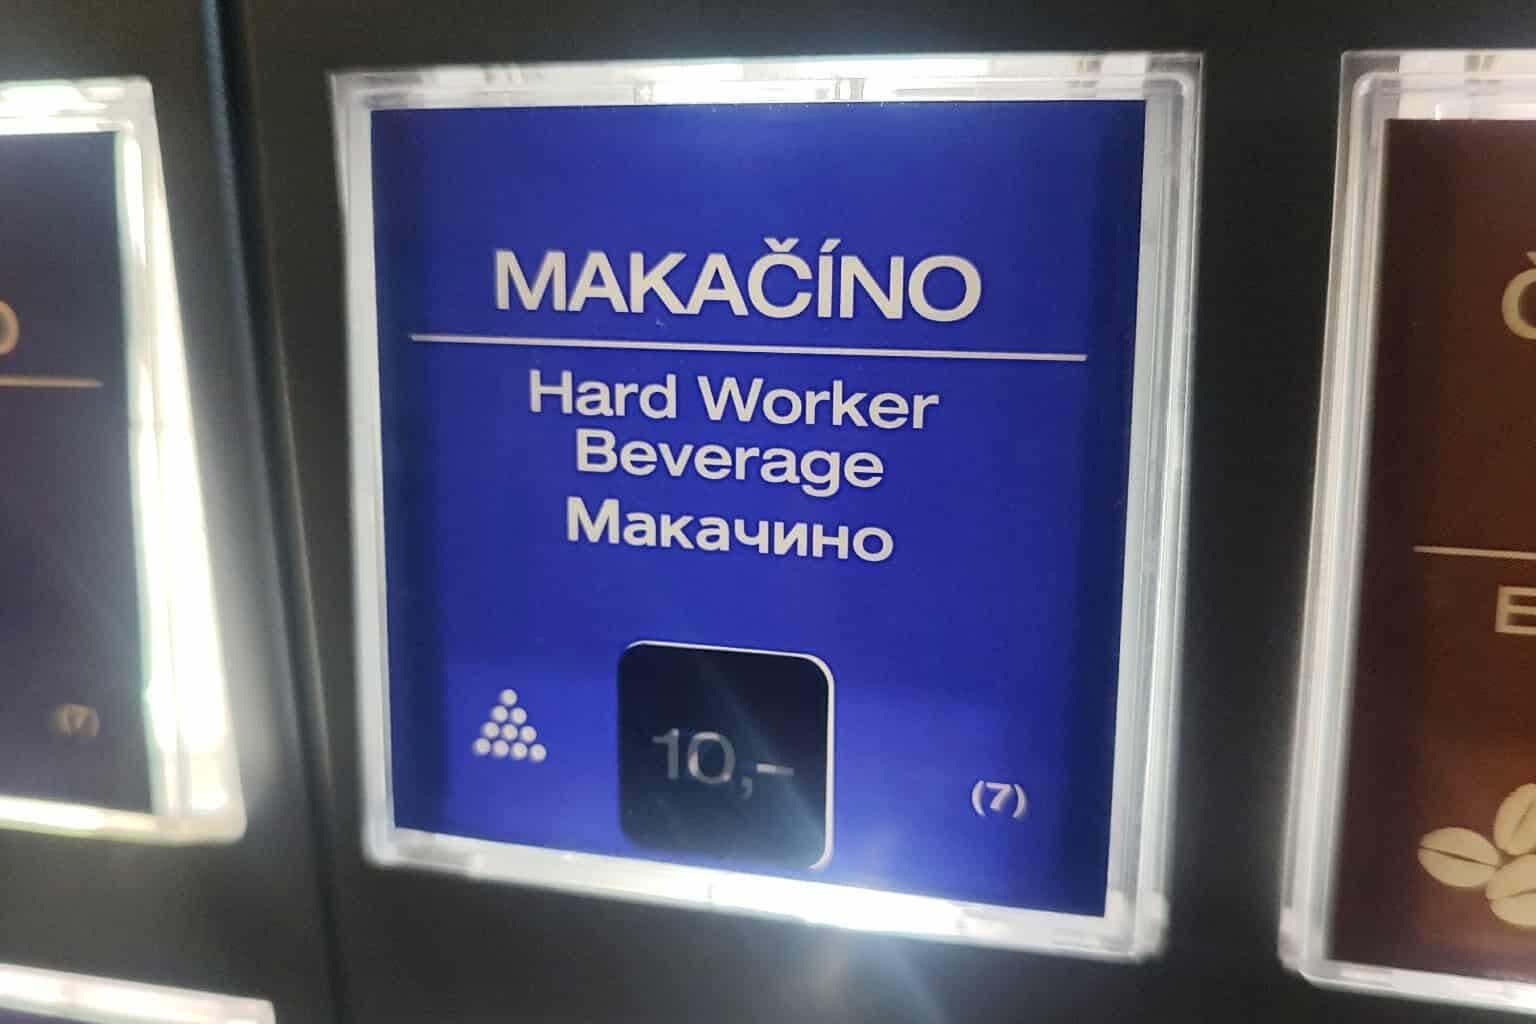 MAKAČÍNO
Hard Worker
Beverage
Макачино
10,-
(7)
(7)